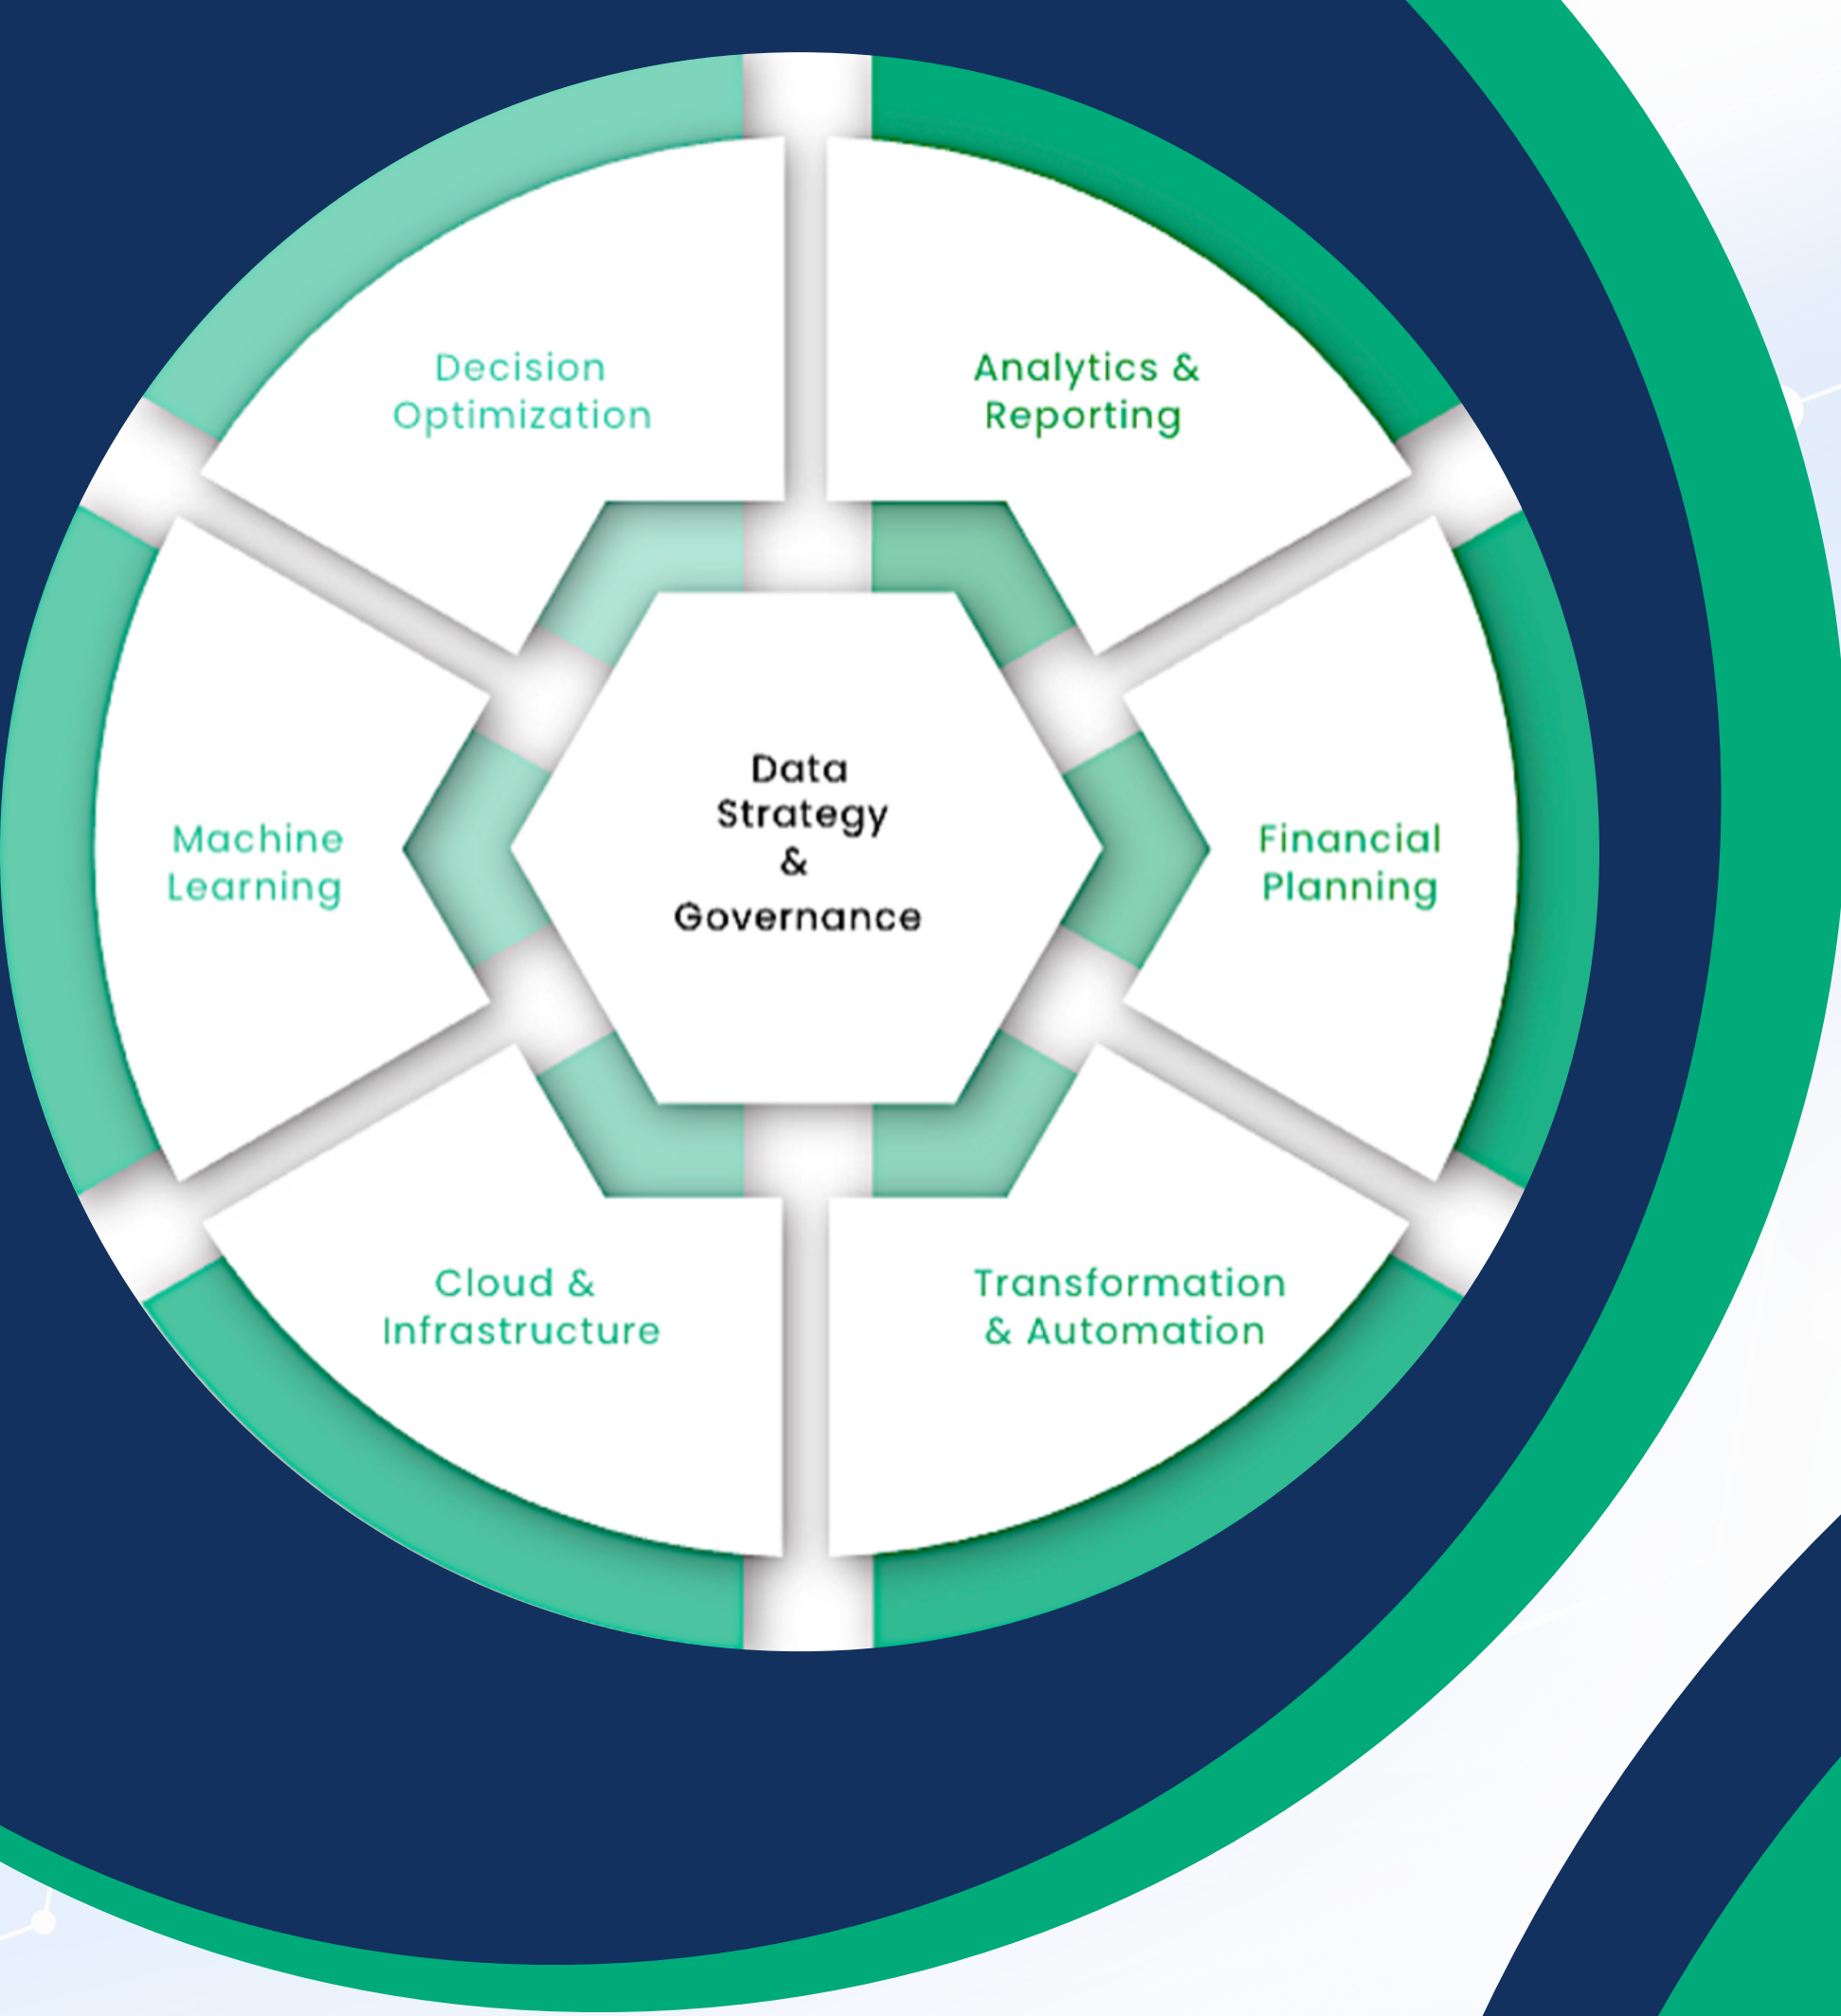 Decision
Optimization
Analytics &
Reporting
Machine
Learning
Data
Strategy
&
Governance
Financial
Planning
Cloud &
Infrastructure
Transformation
& Automation